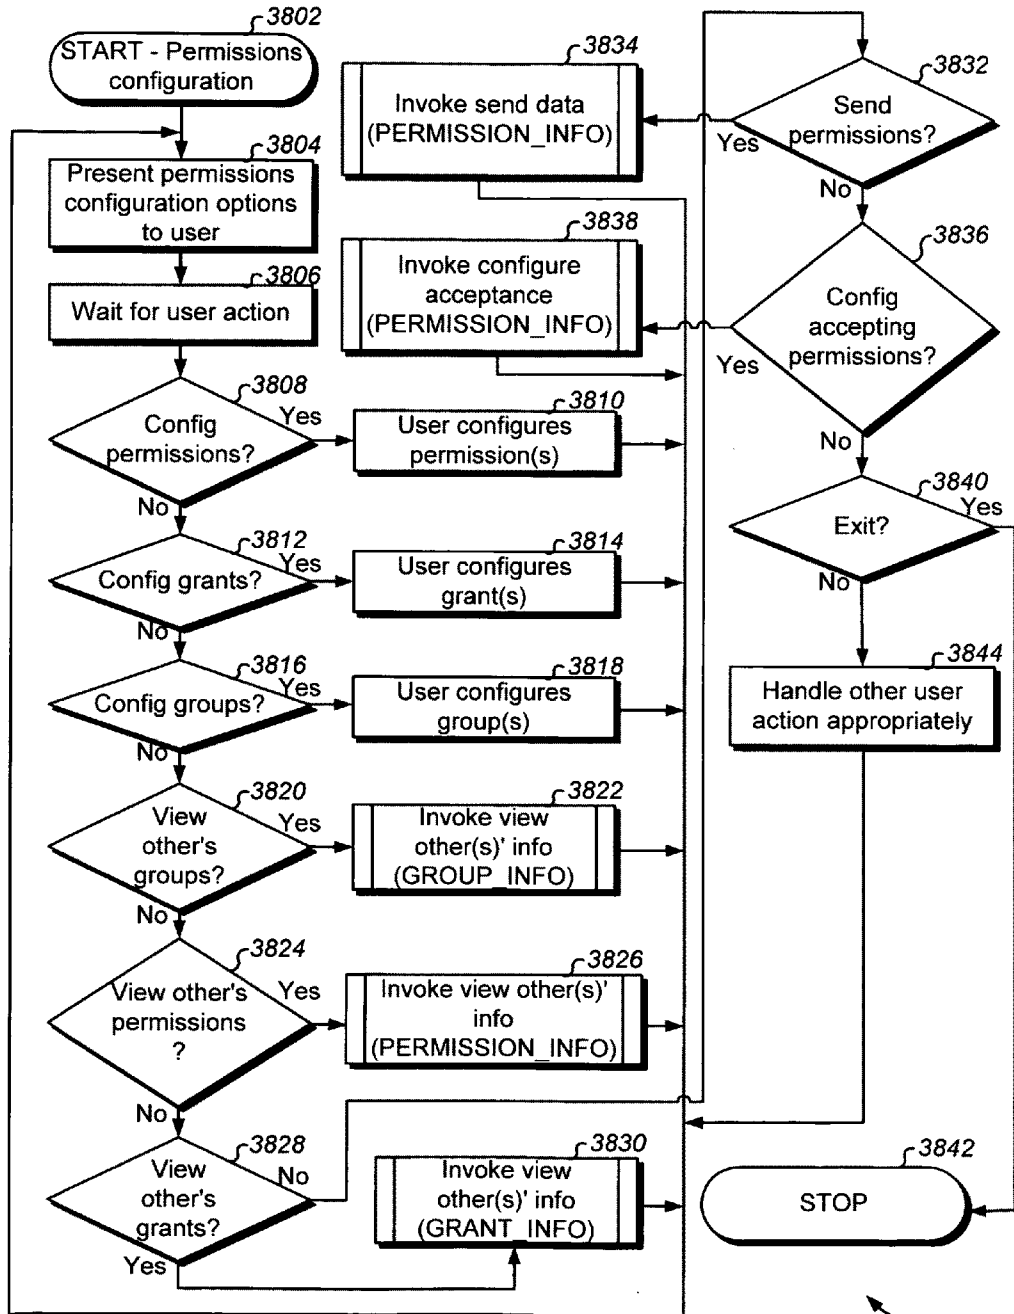 3802
START - Permissions
configuration
3804
Present permissions
configuration options
to user
3806
Wait for user action
3808
Config
permissions?
Yes
No
3810
User configures
permission(s)
3812
Config grants?
Yes
No
3814
User configures
grant(s)
3816
Config groups?
Yes
No
3818
User configures
group(s)
3820
View
other's
groups?
Yes
No
3822
Invoke view
other(s)' info
(GROUP_INFO)
3824
View other's
permissions
?
Yes
No
3826
Invoke view other(s)'
info
(PERMISSION_INFO)
3828
View
other's
grants?
No
Yes
3830
Invoke view
other(s)' info
(GRANT_INFO)
3832
Send
permissions?
Yes
No
3834
Invoke send data
(PERMISSION_INFO)
3836
Config
accepting
permissions?
Yes
No
3838
Invoke configure
acceptance
(PERMISSION_INFO)
3840
Exit?
Yes
No
3844
Handle other user
action appropriately
3842
STOP